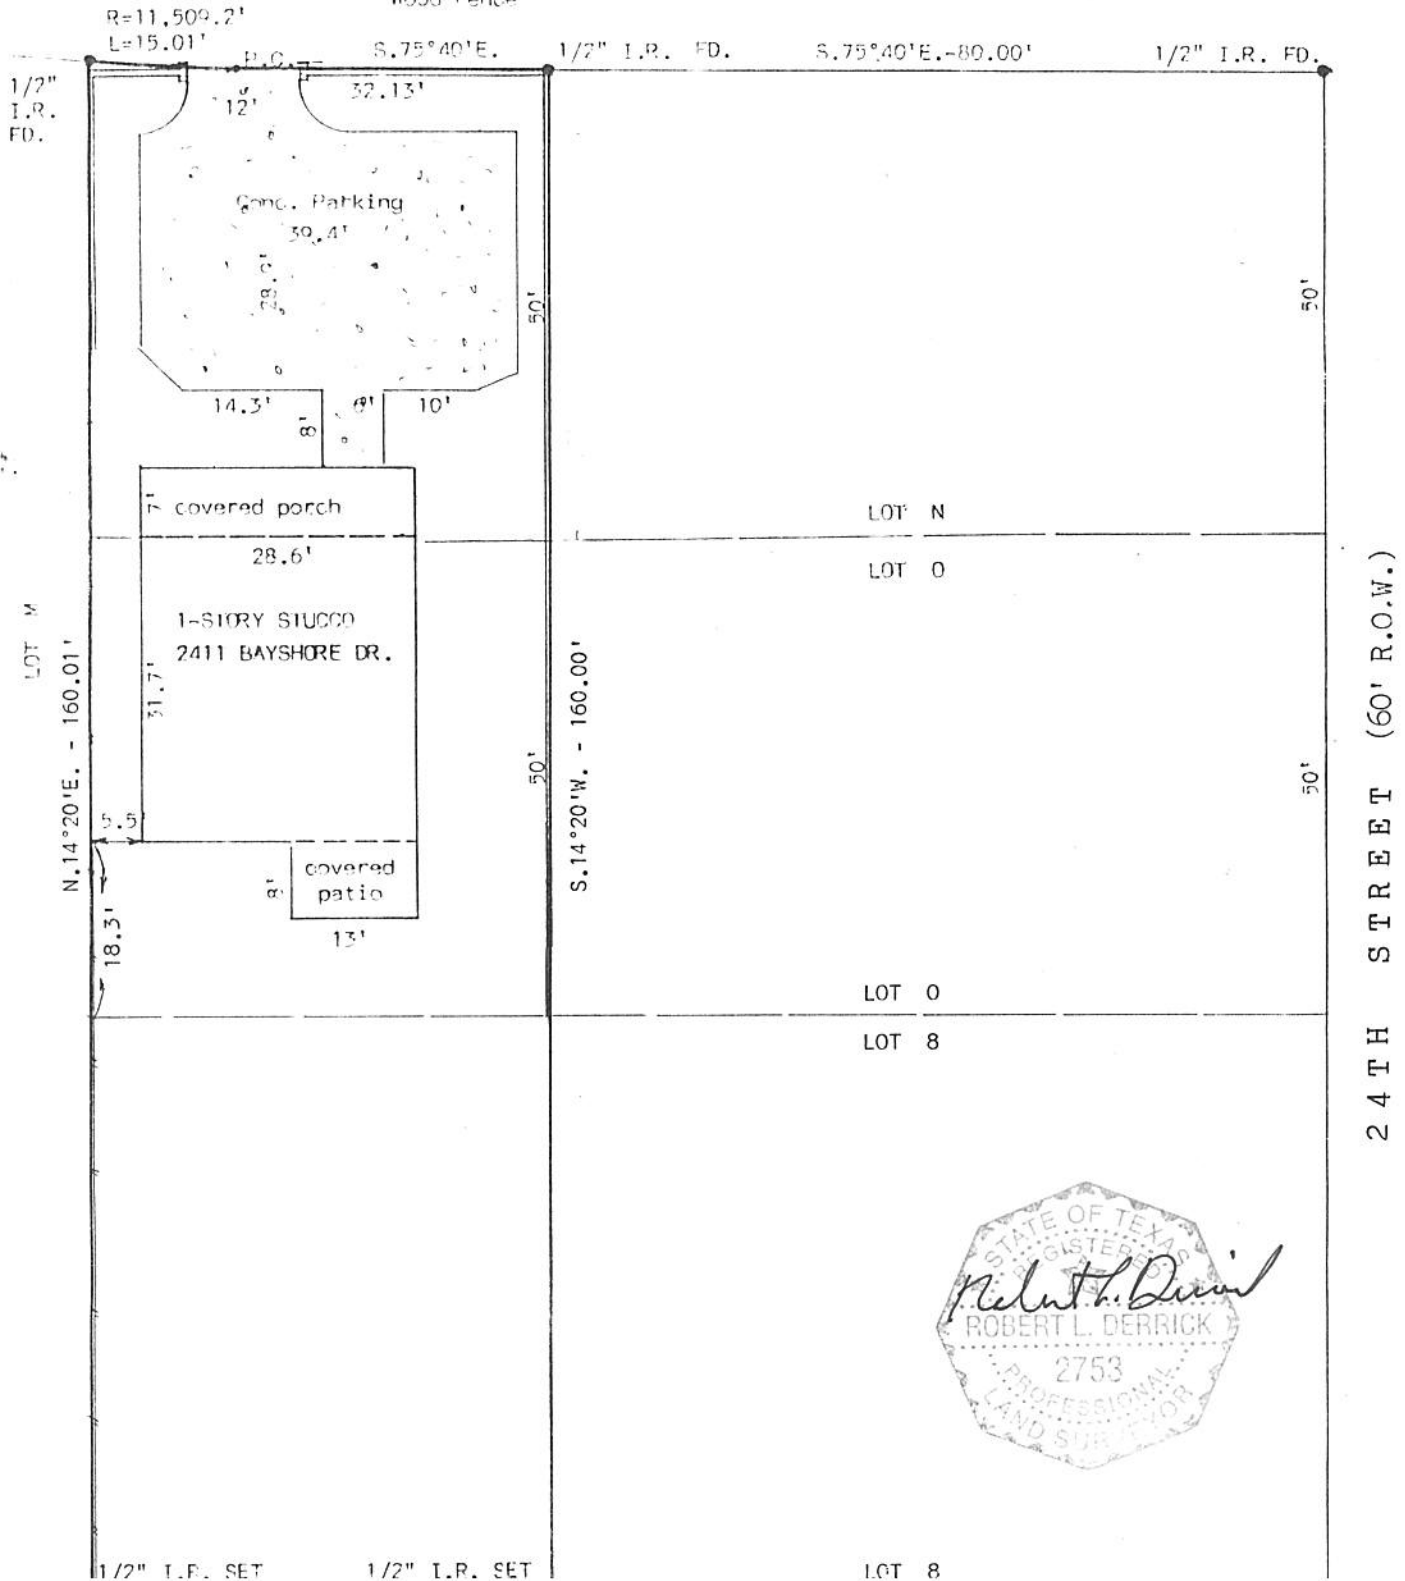 Wood Fence
R=11,509.2'
L=15.01'
P.C.
S.75°40'E.
1/2" I.R. FD.
S.75°40'E.-80.00'
1/2" I.R. FD.
1/2"
I.R.
FD.
12'
32.13'
Conc. Parking
39.4'
50'
50'
14.3'
8'
10'
7'
covered porch
28.6'
LOT N
LOT O
1-STORY STUCCO
2411 BAYSHORE DR.
LOT M
N.14°20'E. - 160.01'
31.7'
S.14°20'W. - 160.00'
50'
50'
24TH STREET (60' R.O.W.)
5.5
covered
patio
8'
13'
18.3'
LOT O
LOT 8
STATE OF TEXAS
REGISTERED
ROBERT L. DERRICK
2753
PROFESSIONAL
LAND SURVEYOR
1/2" I.R. SET
1/2" I.R. SET
LOT 8